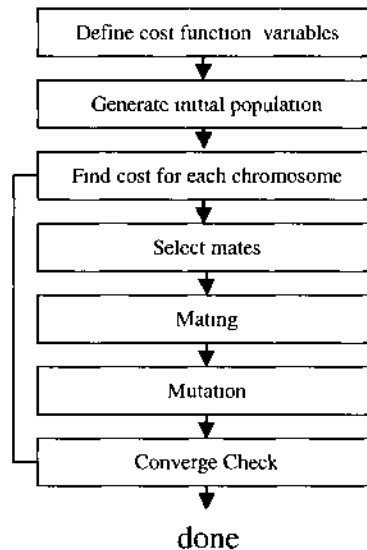 Define cost function variables
Generate initial population
Find cost for each chromosome
Select mates
Mating
Mutation
Converge Check
done